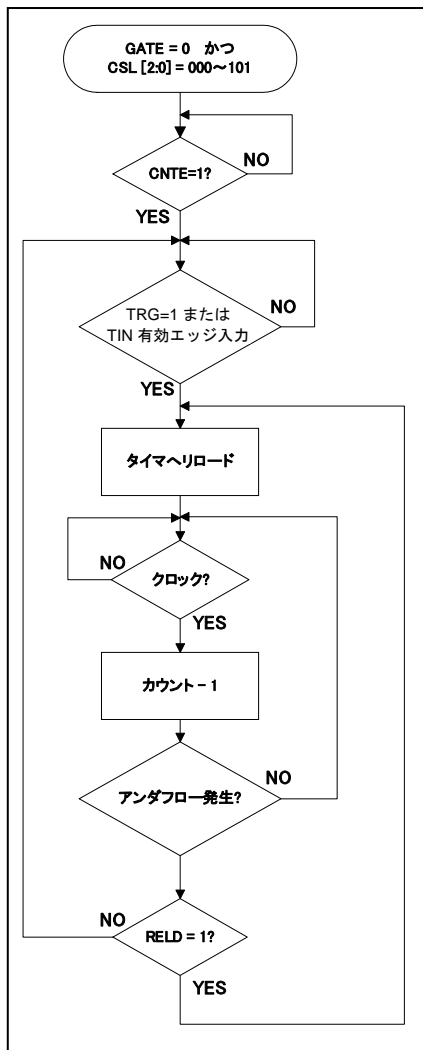 GATE = 0 かつ
CSL [2:0] = 000～101
CNTE=1?
NO
YES
TRG=1 または
TIN 有効エッジ入力
NO
YES
タイマへリロード
NO
クロック?
YES
カウント－1
アンダフロー発生?
NO
NO
RELD = 1?
YES